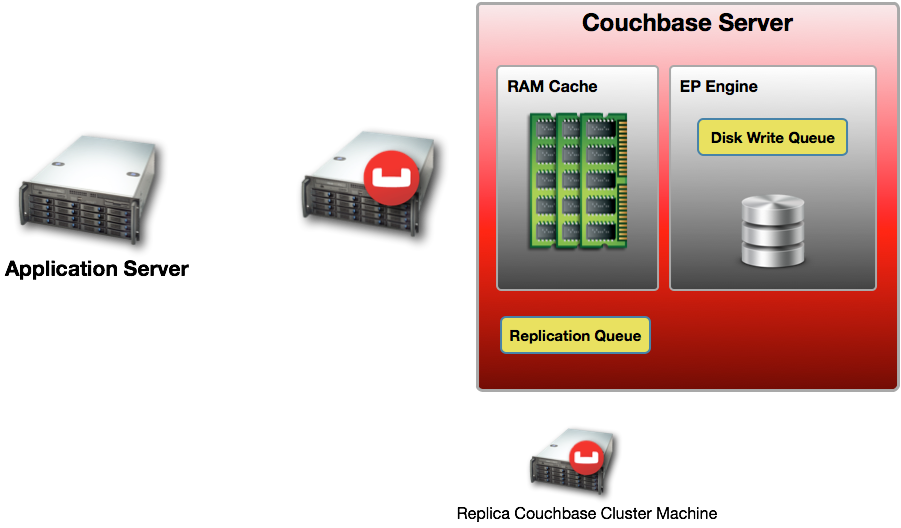 Couchbase Server
RAM Cache
EP Engine
Disk Write Queue
Application Server
Replication Queue
Replica Couchbase Cluster Machine